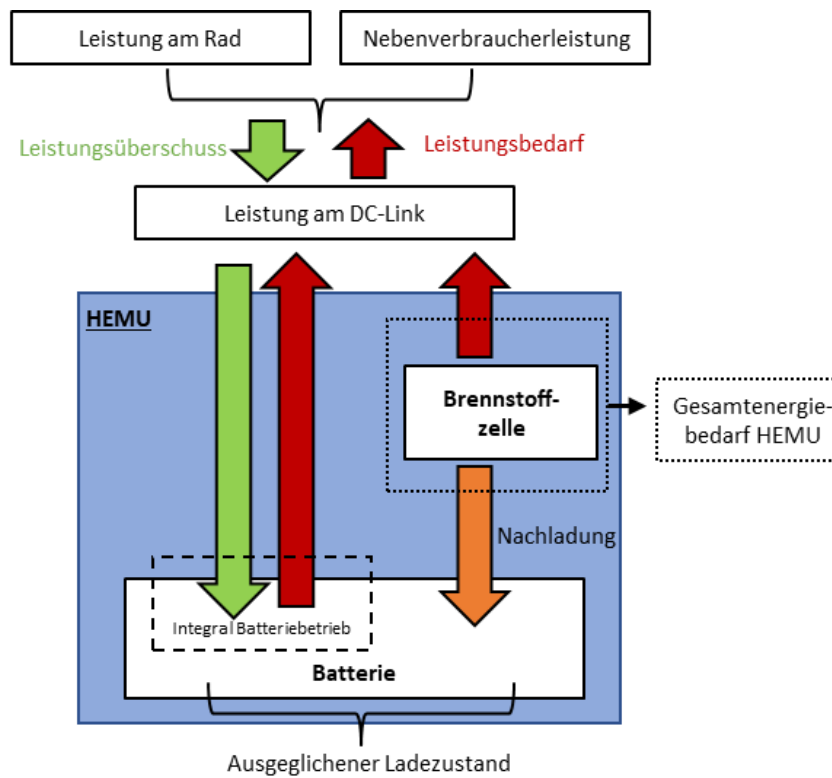 Leistung am Rad
Nebenverbraucherleistung
Leistungsüberschuss
Leistungsbedarf
Leistung am DC-Link
HEMU
Brennstoff-
zelle
Gesamtenergie-
bedarf HEMU
Nachladung
Integral Batteriebetrieb
Batterie
Ausgeglichener Ladezustand